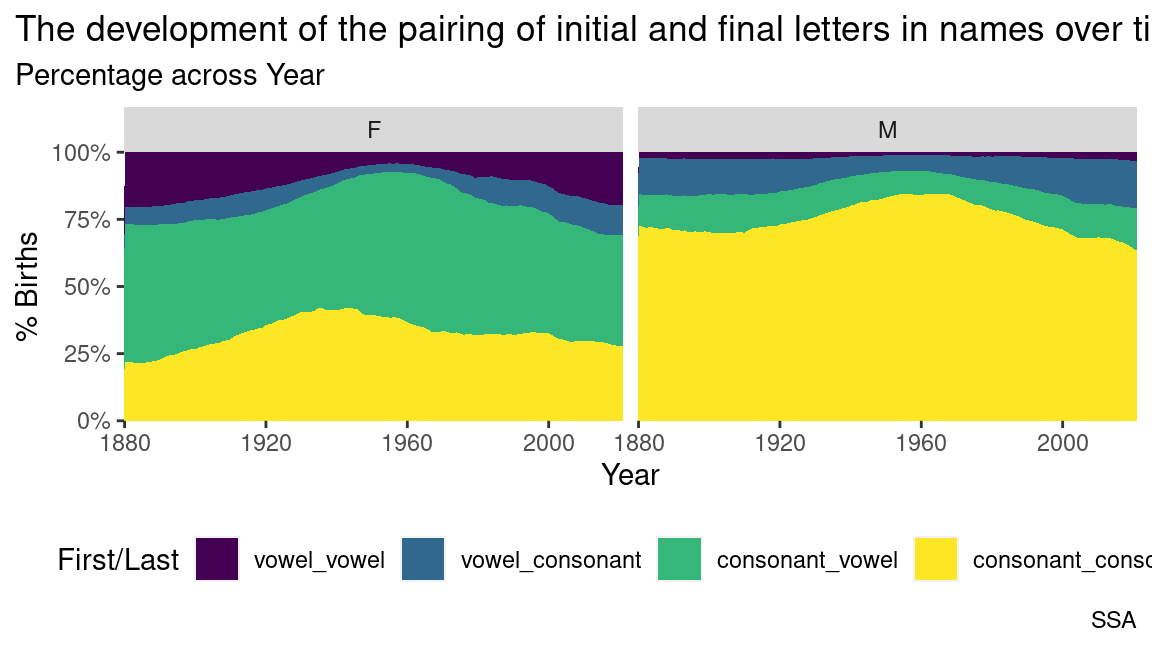 The development of the pairing of initial and final letters in names over ti
Percentage across Year
F M
100%
75%
50%
25%
0%
% Births
1880 1920 1960 2000 1880 1920 1960 2000
Year
First/Last vowel_vowel vowel_consonant consonant_vowel consonant_conso
SSA